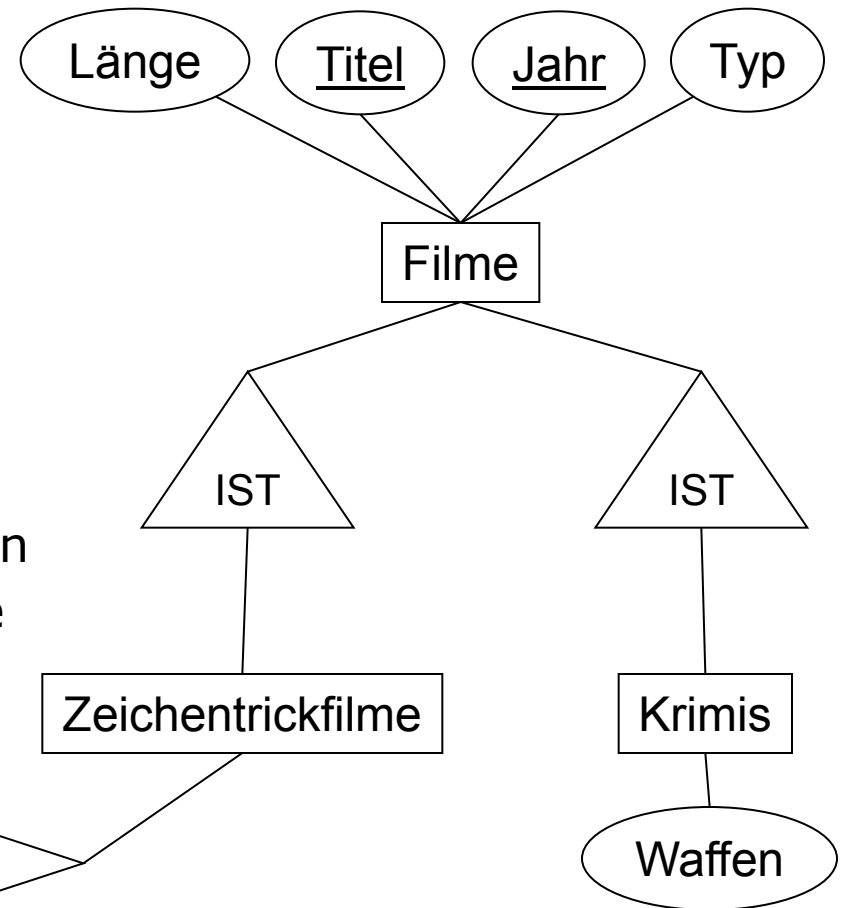 Länge Titel Jahr Typ
Filme
IST IST
n
e
Zeichentrickfilme Krimis
Waffen